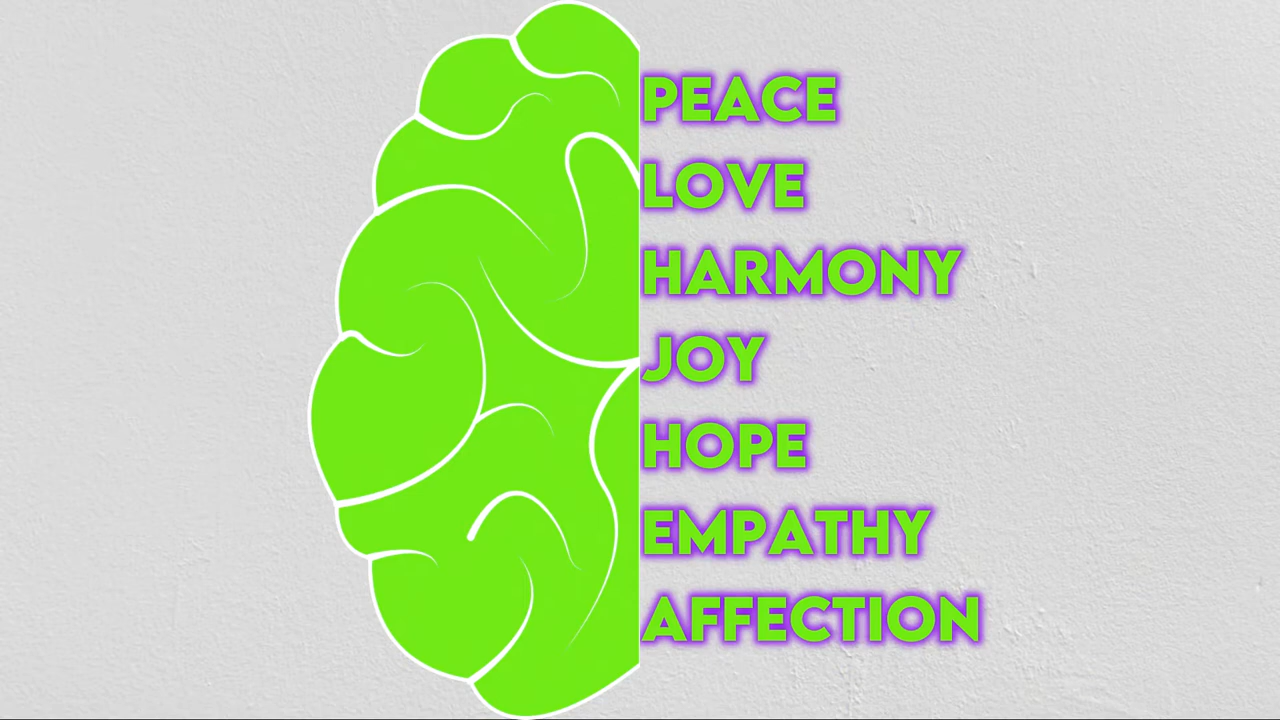 PEACE
LOVE
HARMONY
JOY
HOPE
EMPATHY
AFFECTION